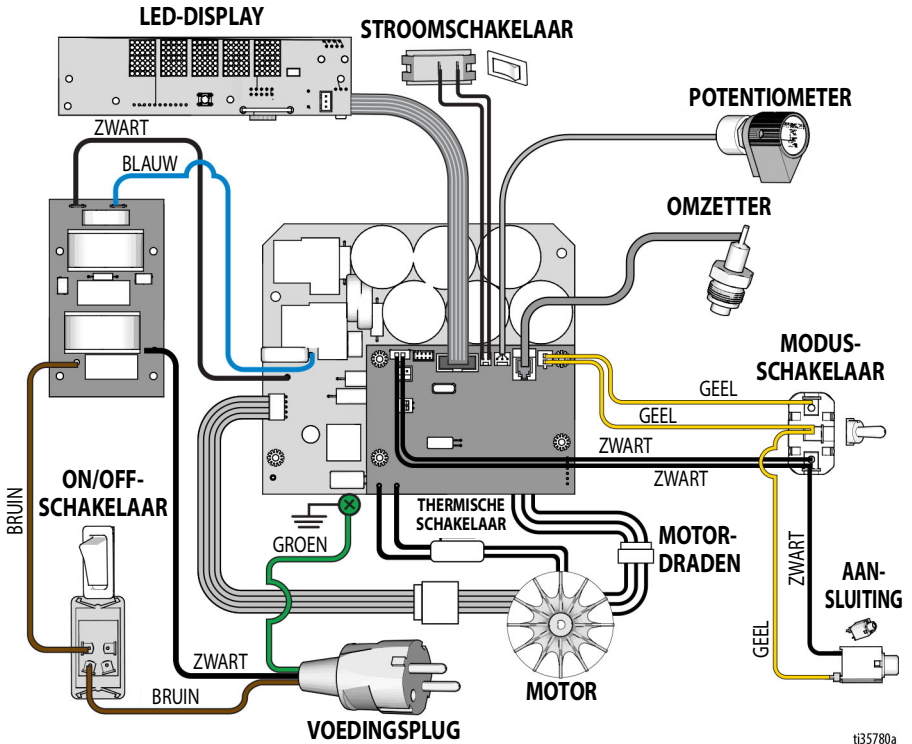 LED-DISPLAY
STROOMSCHAKELAAR
POTENTIOMETER
ZWART
BLAUW
OMZETTER
MODUS-
SCHAKELAAR
GEEL
GEEL
ZWART
ZWART
ON/OFF-
SCHAKELAAR
BRUIN
THERMISCHE
SCHAKELAAR
GROEN
MOTOR-
DRADEN
ZWART
AAN-
SLUITING
GEEL
ZWART
BRUIN
MOTOR
VOEDINGSPLUG
ti35780a